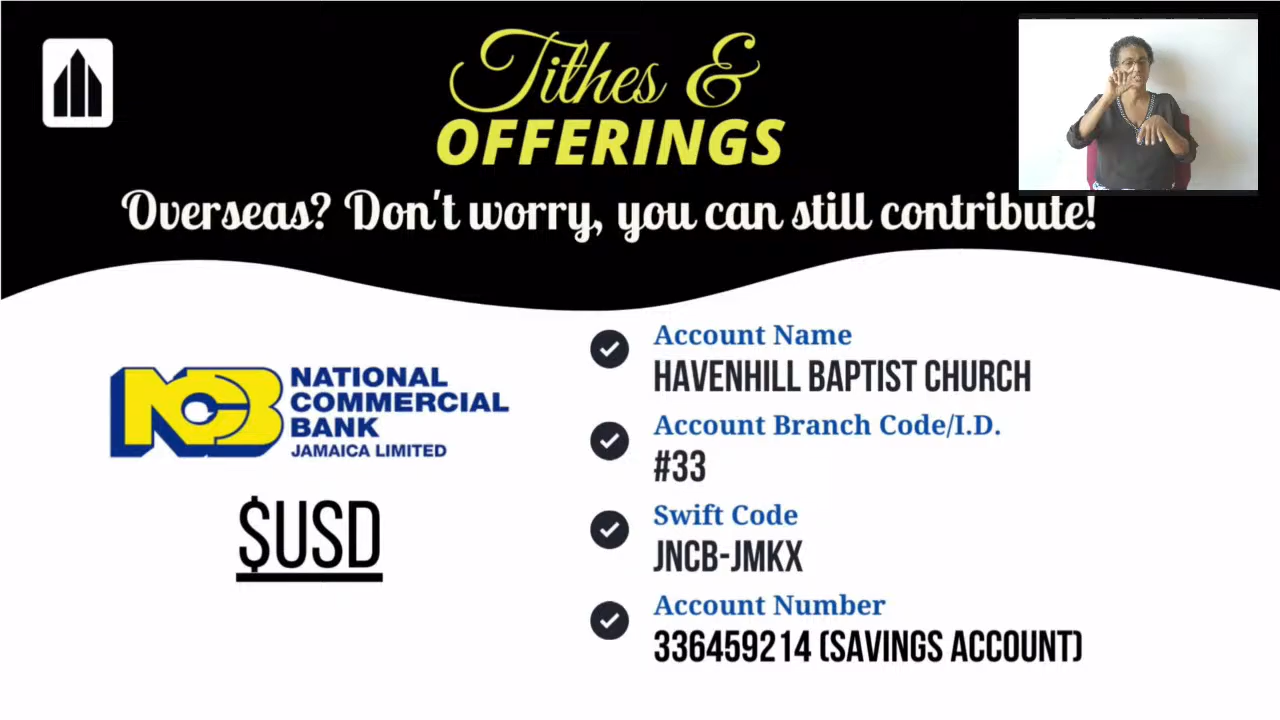 Tithes &
OFFERINGS
Overseas? Don't worry, you can still contribute!
NCB
NATIONAL
COMMERCIAL
BANK
JAMAICA LIMITED
$USD
Account Name
HAVENHILL BAPTIST CHURCH
Account Branch Code/I.D.
#33
Swift Code
JNCB-JMKX
Account Number
336459214 (SAVINGS ACCOUNT)